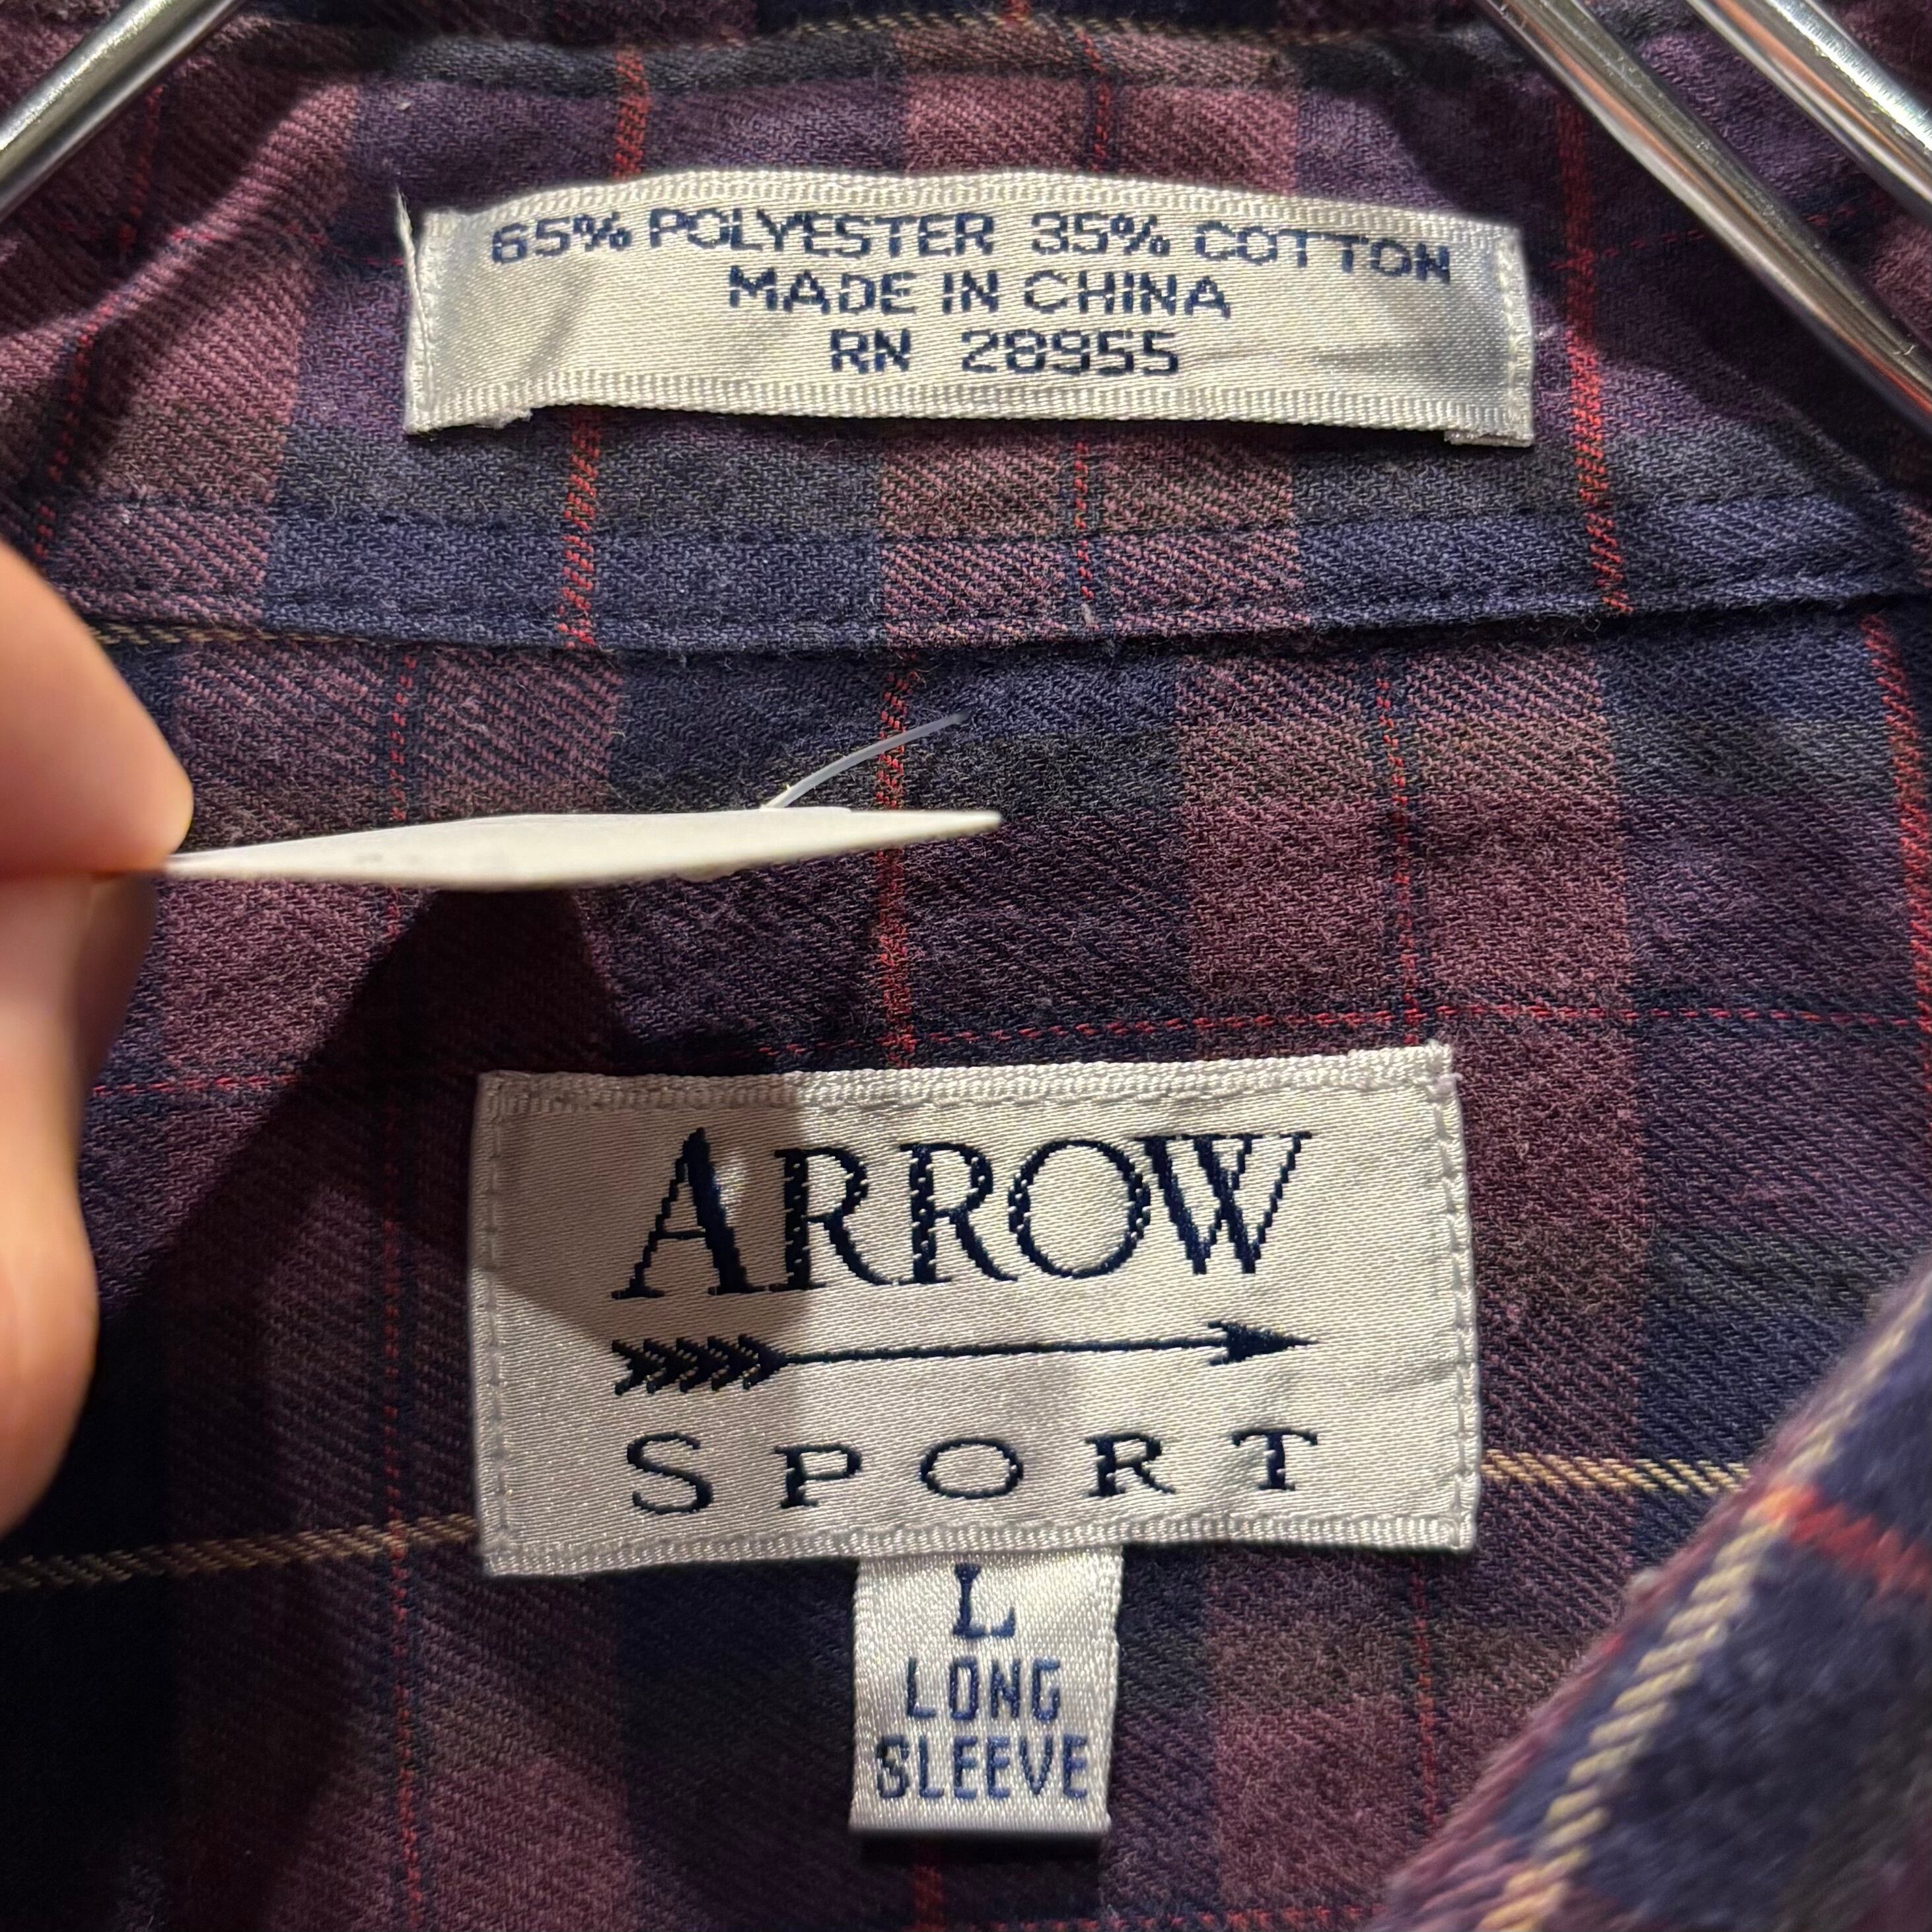 65% POLYESTER 35% COTTON
MADE IN CHINA
RN 28955
ARROW
SPORT
L
LONG
SLEEVE